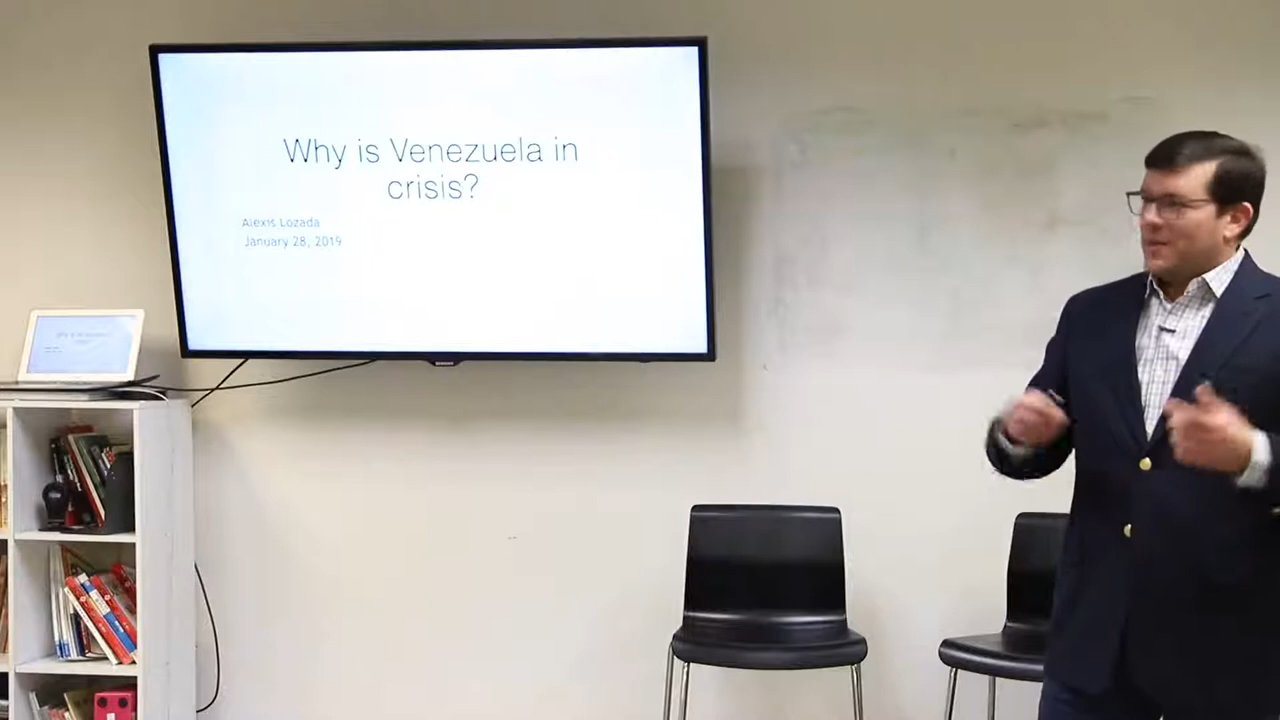 Why is Venezuela in
crisis?
Alexis Lozada
January 28, 2019